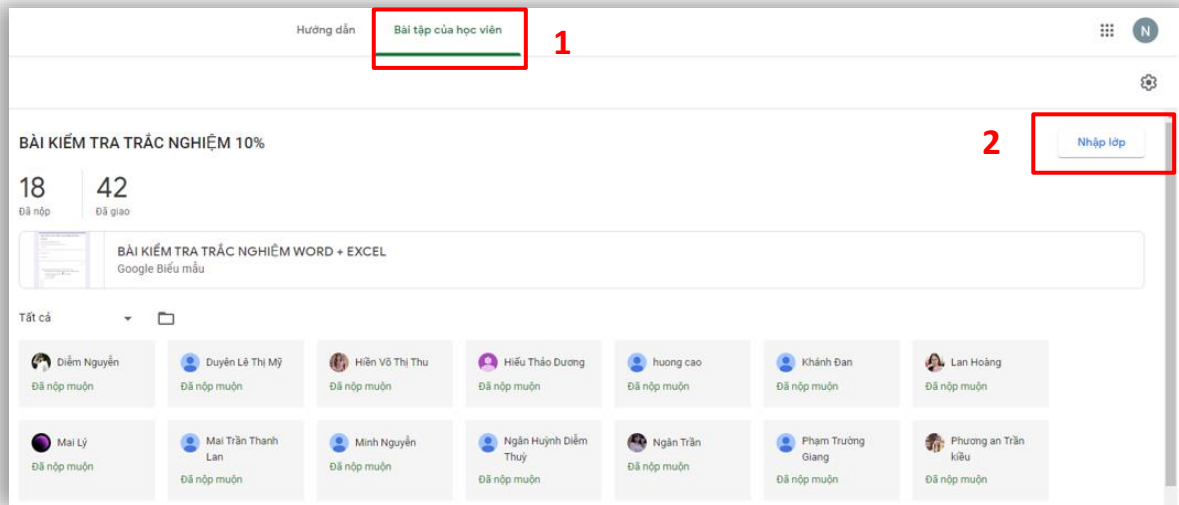 Hướng dẫn
Bài tập của học viên
1
N
BÀI KIỂM TRA TRẮC NGHIỆM 10%
2
Nhập lớp
18
42
Đã nộp
Đã giao
BÀI KIỂM TRA TRẮC NGHIỆM WORD + EXCEL
Google Biểu mẫu
Tất cả
Diễm Nguyễn
Đã nộp muộn
Duyên Lê Thị Mỹ
Đã nộp muộn
Hiền Võ Thị Thu
Đã nộp muộn
Hiếu Thảo Dương
Đã nộp muộn
huong cao
Đã nộp muộn
Khánh Đan
Đã nộp muộn
Lan Hoàng
Đã nộp muộn
Mai Lý
Đã nộp muộn
Mai Trần Thanh
Lan
Đã nộp muộn
Minh Nguyễn
Đã nộp muộn
Ngân Huỳnh Diễm
Thuỳ
Đã nộp muộn
Ngân Trần
Đã nộp muộn
Phạm Trường
Giang
Đã nộp muộn
Phương an Trần
kiều
Đã nộp muộn